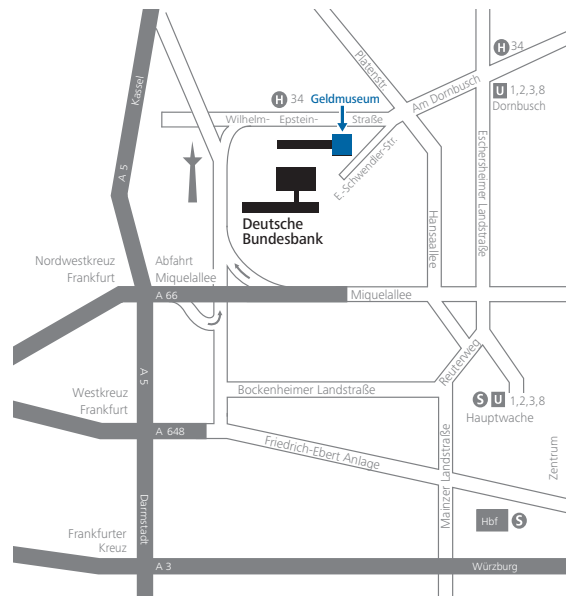 Kassel
A 5
Platenstr.
H 34
H 34 Geldmuseum
U 1,2,3,8
Dornbusch
Am Dornbusch
Wilhelm- Epstein- Straße
E.-Schwendler-Str.
Eschersheimer Landstraße
Hansaallee
Deutsche
Bundesbank
Nordwestkreuz
Frankfurt
Abfahrt
Miquelallee
A 66
Miquelallee
A 5
Reuterweg
Westkreuz
Frankfurt
Bockenheimer Landstraße
S U 1,2,3,8
Hauptwache
A 648
Friedrich-Ebert Anlage
Mainzer Landstraße
Zentrum
Darmstadt
Hbf S
Frankfurter
Kreuz
A 3
Würzburg